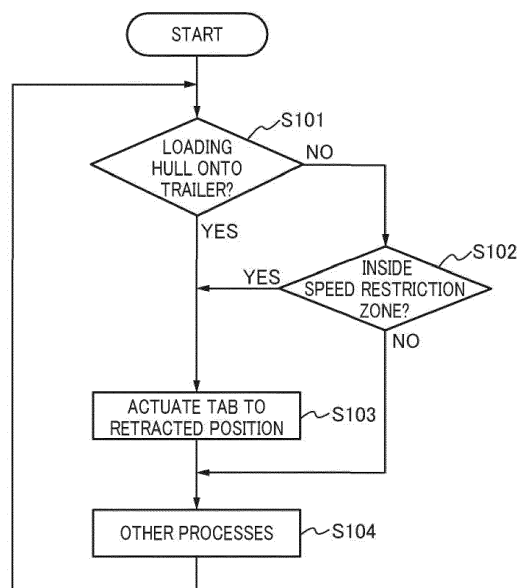 START
S101
LOADING
HULL ONTO
TRAILER?
NO
YES
S102
INSIDE
SPEED RESTRICTION
ZONE?
YES
NO
ACTUATE TAB TO
RETRACTED POSITION
S103
OTHER PROCESSES
S104